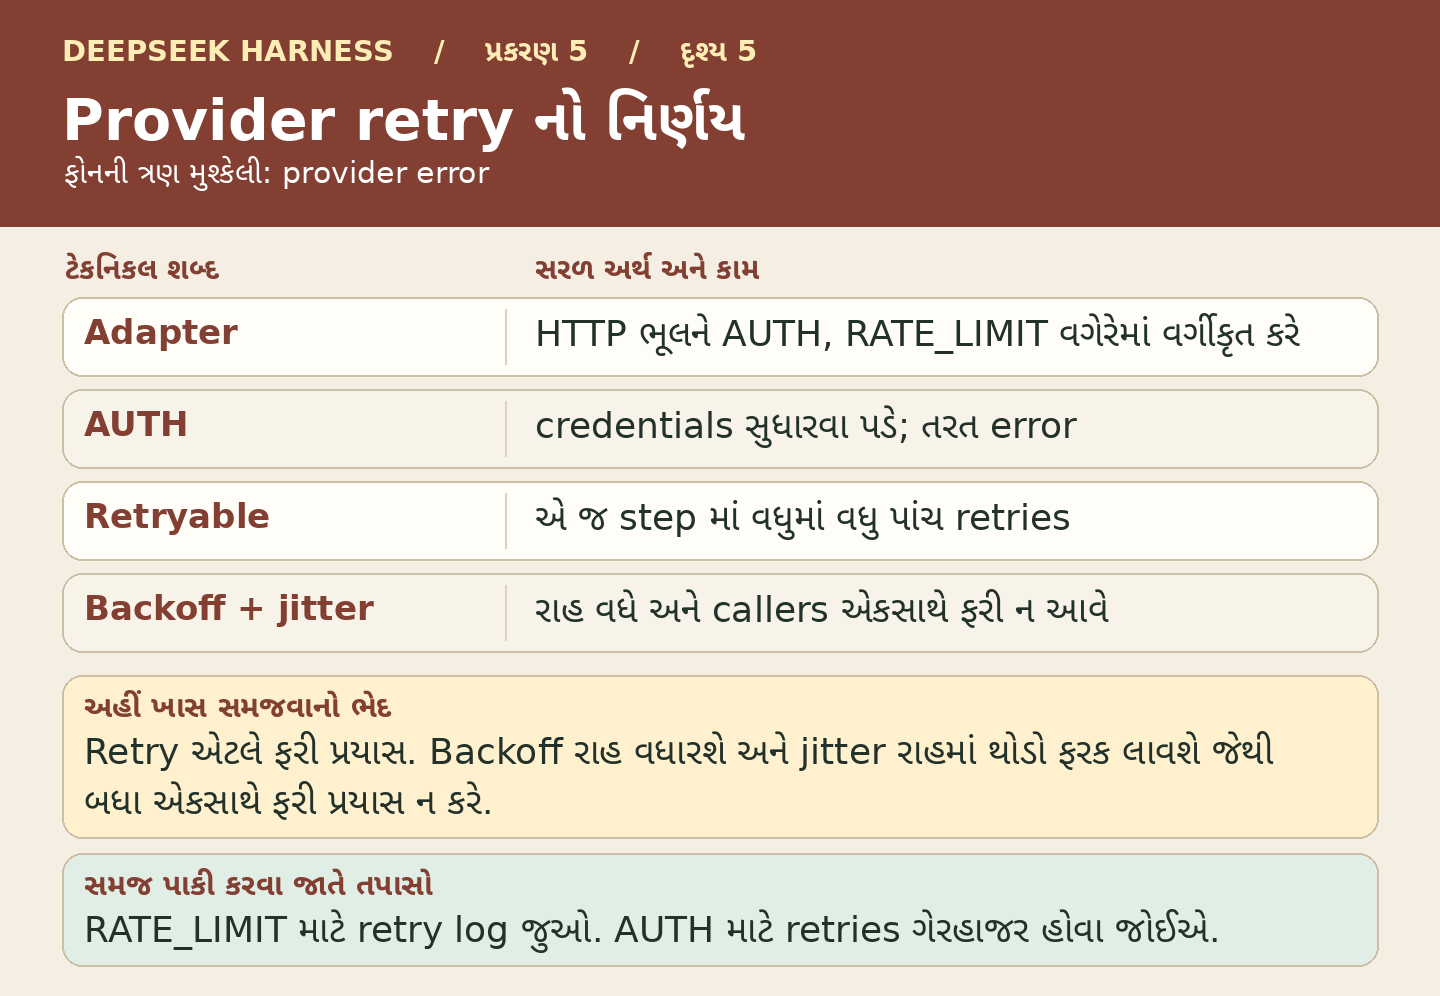 DEEPSEEK HARNESS / પ્રકરણ 5 / દૃશ્ય 5
Provider retry નો નિર્ણય
ફોનની ત્રણ મુશ્કેલી: provider error
ટેકનિકલ શબ્દ સરળ અર્થ અને કામ
Adapter HTTP ભૂલને AUTH, RATE_LIMIT વગેરેમાં વર્ગીકૃત કરે
AUTH credentials સુધારવા પડે; તરત error
Retryable એ જ step માં વધુમાં વધુ પાંચ retries
Backoff + jitter રાહ વધે અને callers એકસાથે ફરી ન આવે
અહીં ખાસ સમજવાનો ભેદ
Retry એટલે ફરી પ્રયાસ. Backoff રાહ વધારશે અને jitter રાહમાં થોડો ફરક લાવશે જેથી
બધા એકસાથે ફરી પ્રયાસ ન કરે.
સમજ પાકી કરવા જાતે તપાસો
RATE_LIMIT માટે retry log જુઓ. AUTH માટે retries ગેરહાજર હોવા જોઈએ.